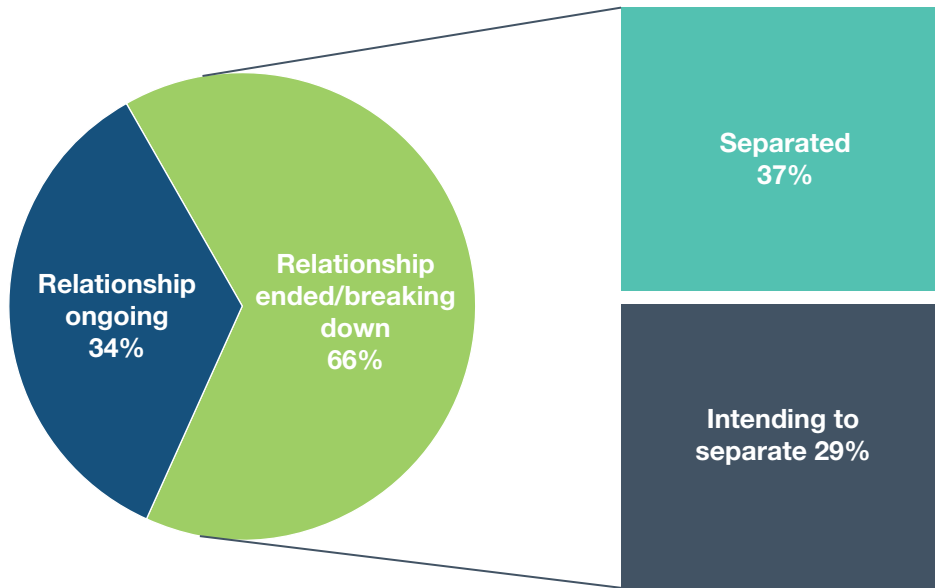 Relationship
ongoing
34%
Relationship
ended/breaking
down
66%
Separated
37%
Intending to
separate 29%